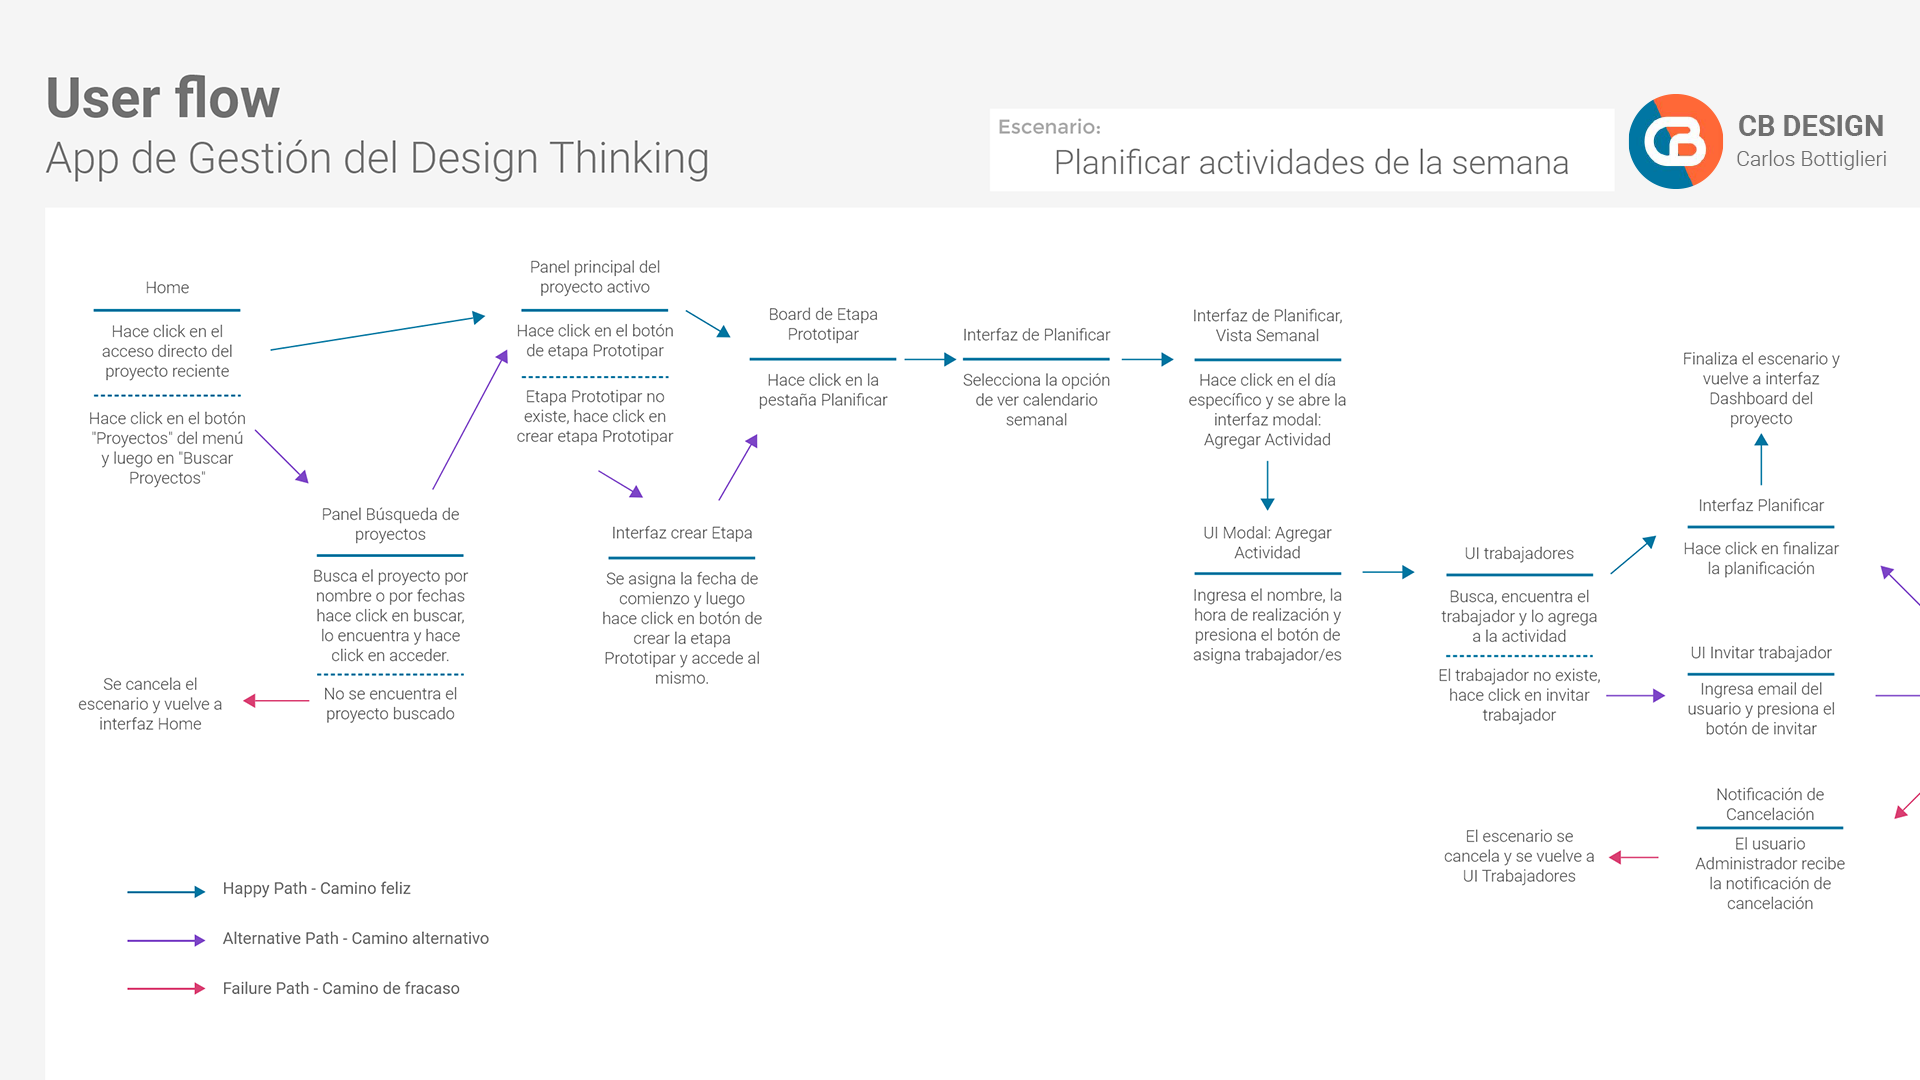 User flow
App de Gestión del Design Thinking
Escenario:
Planificar actividades de la semana
CB
CB DESIGN
Carlos Bottiglieri
Home
Hace click en el
acceso directo del
proyecto reciente
Hace click en el botón
"Proyectos" del menú
y luego en "Buscar
Proyectos"
Panel Búsqueda de
proyectos
Busca el proyecto por
nombre o por fechas
hace click en buscar,
lo encuentra y hace
click en acceder.
No se encuentra el
proyecto buscado
Se cancela el
escenario y vuelve a
interfaz Home
Panel principal del
proyecto activo
Hace click en el botón
de etapa Prototipar
Etapa Prototipar no
existe, hace click en
crear etapa Prototipar
Interfaz crear Etapa
Se asigna la fecha de
comienzo y luego
hace click en botón de
crear la etapa
Prototipar y accede al
mismo.
Board de Etapa
Prototipar
Hace click en la
pestaña Planificar
Interfaz de Planificar
Selecciona la opción
de ver calendario
semanal
Interfaz de Planificar,
Vista Semanal
Hace click en el día
específico y se abre la
interfaz modal:
Agregar Actividad
UI Modal: Agregar
Actividad
Ingresa el nombre, la
hora de realización y
presiona el botón de
asigna trabajador/es
UI trabajadores
Busca, encuentra el
trabajador y lo agrega
a la actividad
El trabajador no existe,
hace click en invitar
trabajador
Finaliza el escenario y
vuelve a interfaz
Dashboard del
proyecto
Interfaz Planificar
Hace click en finalizar
la planificación
UI Invitar trabajador
Ingresa email del
usuario y presiona el
botón de invitar
Notificación de
Cancelación
El usuario
Administrador recibe
la notificación de
cancelación
El escenario se
cancela y se vuelve a
UI Trabajadores
Happy Path - Camino feliz
Alternative Path - Camino alternativo
Failure Path - Camino de fracaso